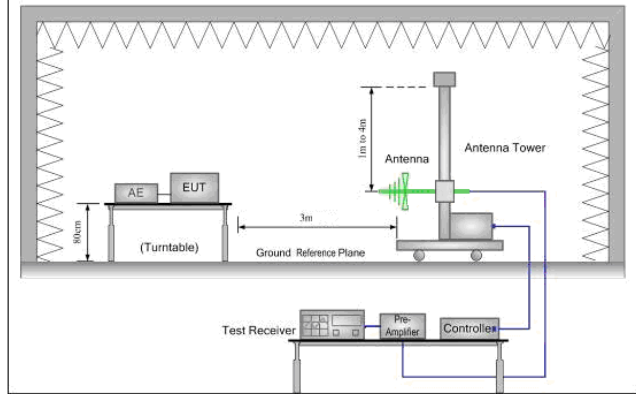 1m to 4m
Antenna
Antenna Tower
AE
EUT
80cm
(Turntable)
3m
Ground Reference Plane
Test Receiver
Pre-
Amplifier
Controller